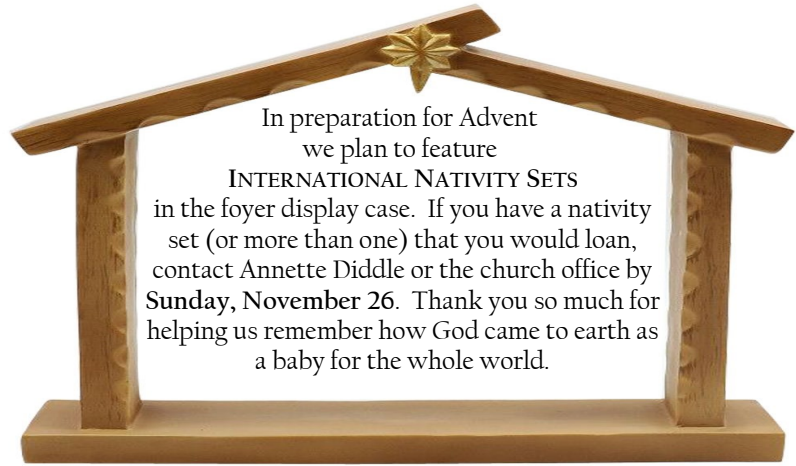 In preparation for Advent
we plan to feature
INTERNATIONAL NATIVITY SETS
in the foyer display case.  If you have a nativity
set (or more than one) that you would loan,
contact Annette Diddle or the church office by
Sunday, November 26.  Thank you so much for
helping us remember how God came to earth as
a baby for the whole world.